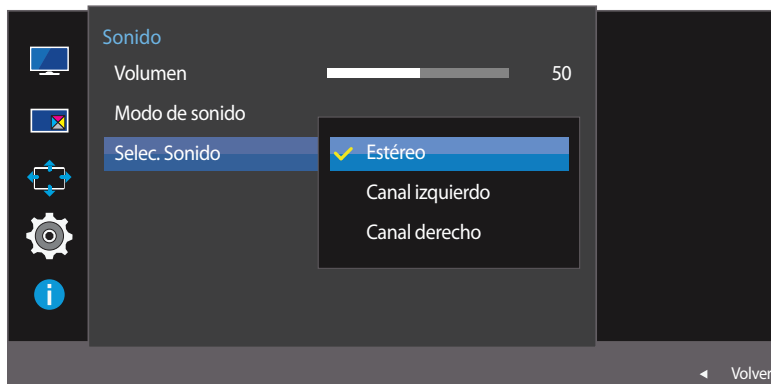 Sonido
Volumen 50
Modo de sonido
Selec. Sonido
Estéreo
Canal izquierdo
Canal derecho
Volver